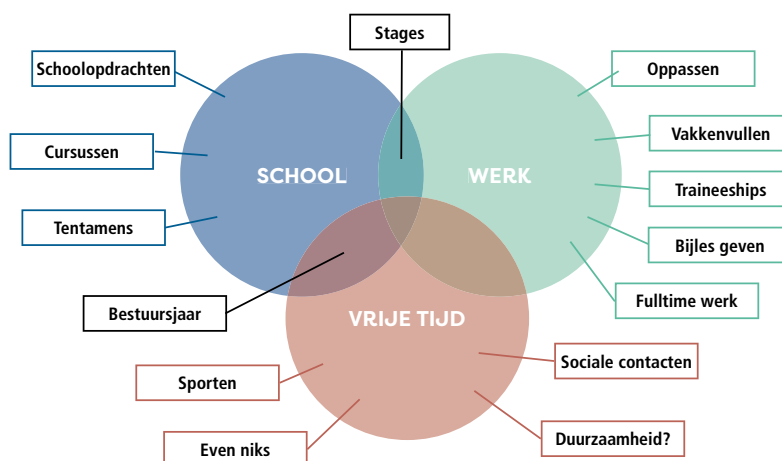 Stages
Schoolopdrachten
Oppassen
Cursussen
Vakkenvullen
SCHOOL
WERK
Traineeships
Tentamens
Bijles geven
Bestuursjaar
Fulltime werk
VRIJE TIJD
Sociale contacten
Sporten
Duurzaamheid?
Even niks